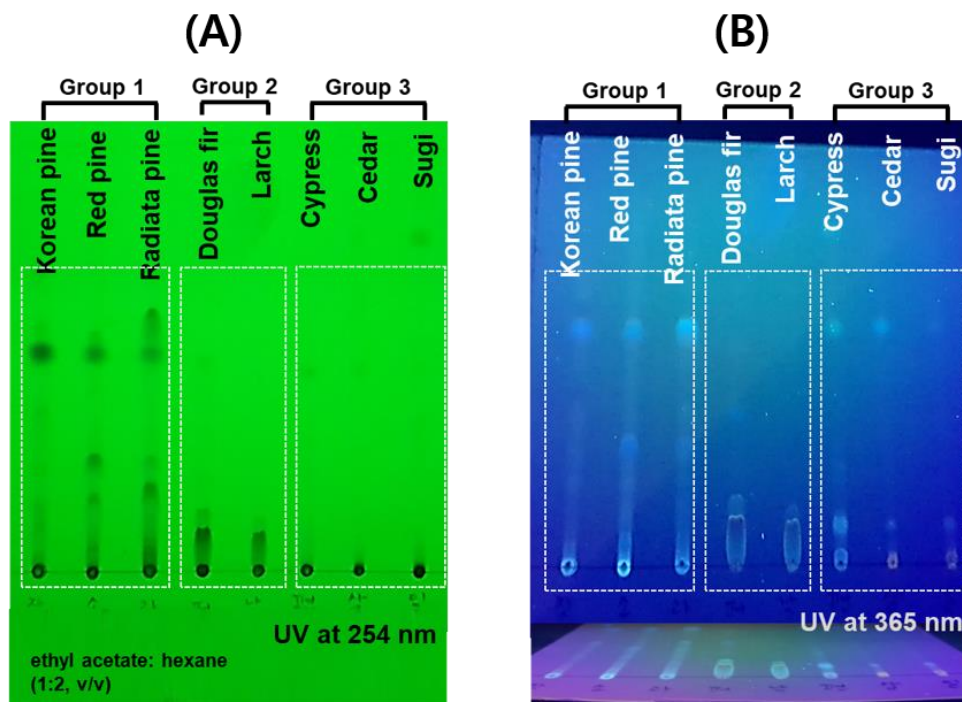 (A)
Group 1
Group 2
Group 3
Korean pine
Red pine
Radiata pine
Douglas fir
Larch
Cypress
Cedar
Sugi
UV at 254 nm
ethyl acetate: hexane
(1:2, v/v)
(B)
Group 1
Group 2
Group 3
Korean pine
Red pine
Radiata pine
Douglas fir
Larch
Cypress
Cedar
Sugi
UV at 365 nm